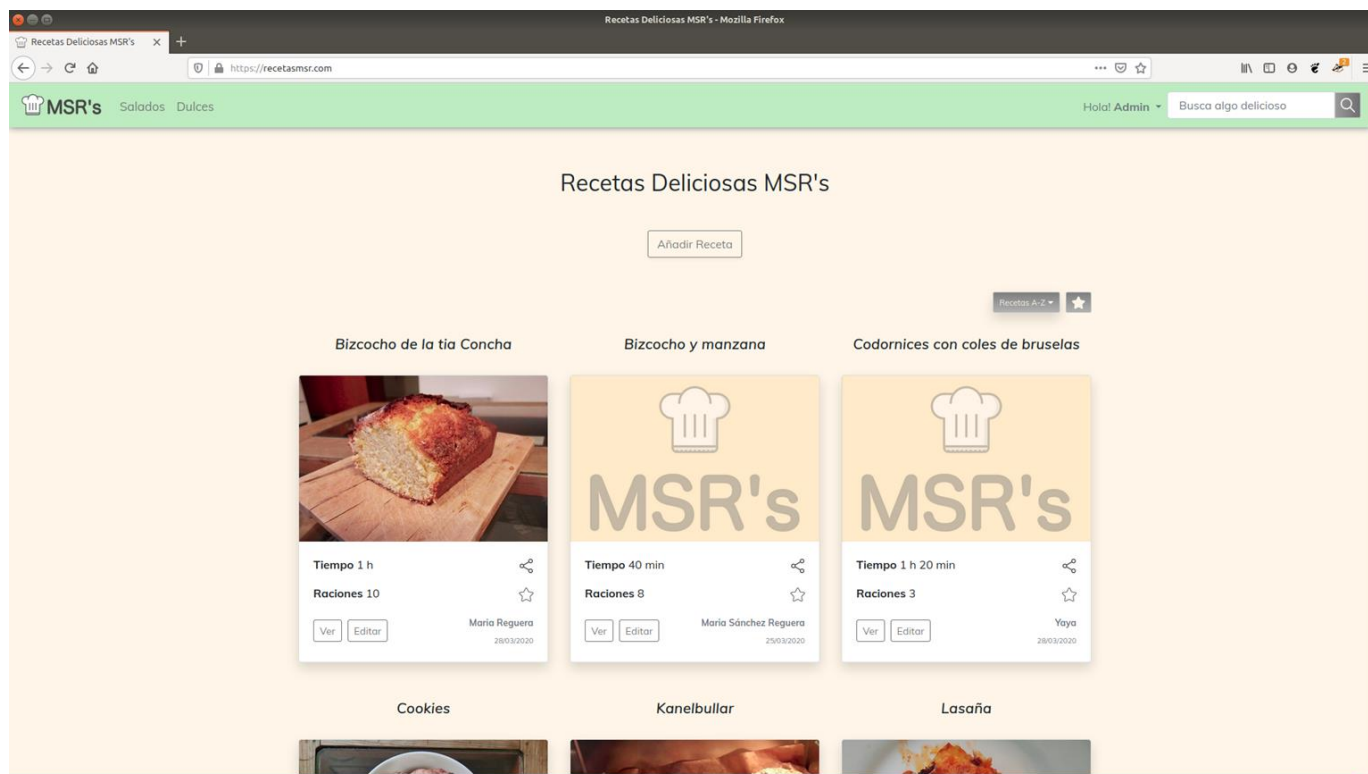 Recetas Deliciosas MSR's - Mozilla Firefox
Recetas Deliciosas MSR's
https://recetasmsr.com
2
MSR's Salados Dulces Hola! Admin Busca algo delicioso
Recetas Deliciosas MSR's
Añadir Receta
Recetas A-Z
Bizcocho de la tia Concha Bizcocho y manzana Codornices con coles de bruselas
MSR's MSR's
Tiempo 1 h Tiempo 40 min Tiempo 1 h 20 min
Raciones 10 Raciones 8 Raciones 3
Ver Editar María Reguera Ver Editar María Sánchez Reguera Ver Editar Yaya
28/03/2020 25/03/2020 28/03/2020
Cookies Kanelbullar Lasaña